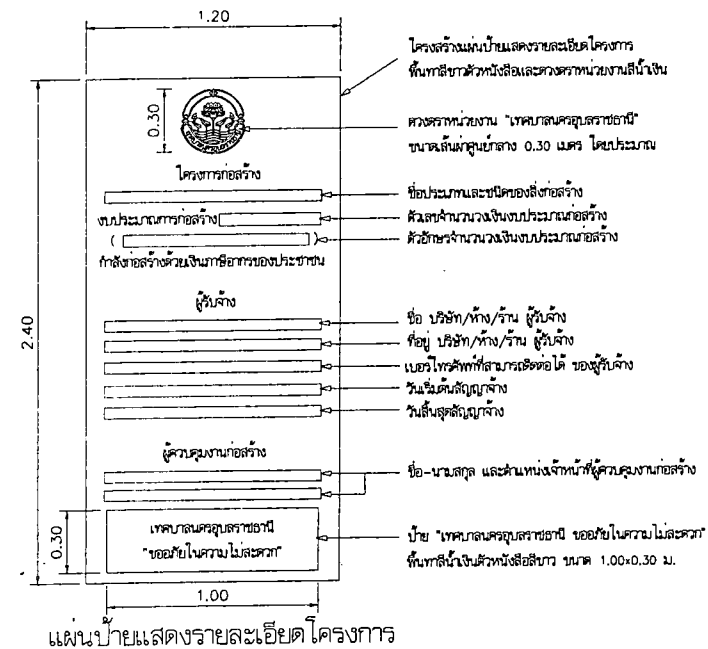 1.20
โครงสร้างแผ่นป้ายแสดงรายละเอียดโครงการ
พื้นทาสีขาวตัวหนังสือและดวงตราหน่วยงานสีน้ำเงิน
2.40
0.30
ดวงตราหน่วยงาน "เทศบาลนครอุบลราชธานี"
ขนาดเส้นผ่าศูนย์กลาง 0.30 เมตร โดยประมาณ
โครงการก่อสร้าง
ชื่อประเภทและชนิดของสิ่งก่อสร้าง
งบประมาณการก่อสร้าง
ตัวเลขจำนวนวงเงินงบประมาณก่อสร้าง
( )
ตัวอักษรจำนวนวงเงินงบประมาณก่อสร้าง
กำลังก่อสร้างด้วยเงินภาษีอากรของประชาชน
ผู้รับจ้าง
ชื่อ บริษัท/ห้าง/ร้าน ผู้รับจ้าง
ที่อยู่ บริษัท/ห้าง/ร้าน ผู้รับจ้าง
เบอร์โทรศัพท์ที่สามารถติดต่อได้ ของผู้รับจ้าง
วันเริ่มต้นสัญญาจ้าง
วันสิ้นสุดสัญญาจ้าง
ผู้ควบคุมงานก่อสร้าง
ชื่อ-นามสกุล และตำแหน่งเจ้าหน้าที่ผู้ควบคุมงานก่อสร้าง
0.30
เทศบาลนครอุบลราชธานี
"ขออภัยในความไม่สะดวก"
ป้าย "เทศบาลนครอุบลราชธานี ขออภัยในความไม่สะดวก"
พื้นทาสีน้ำเงินตัวหนังสือสีขาว ขนาด 1.00x0.30 ม.
1.00
แผ่นป้ายแสดงรายละเอียดโครงการ